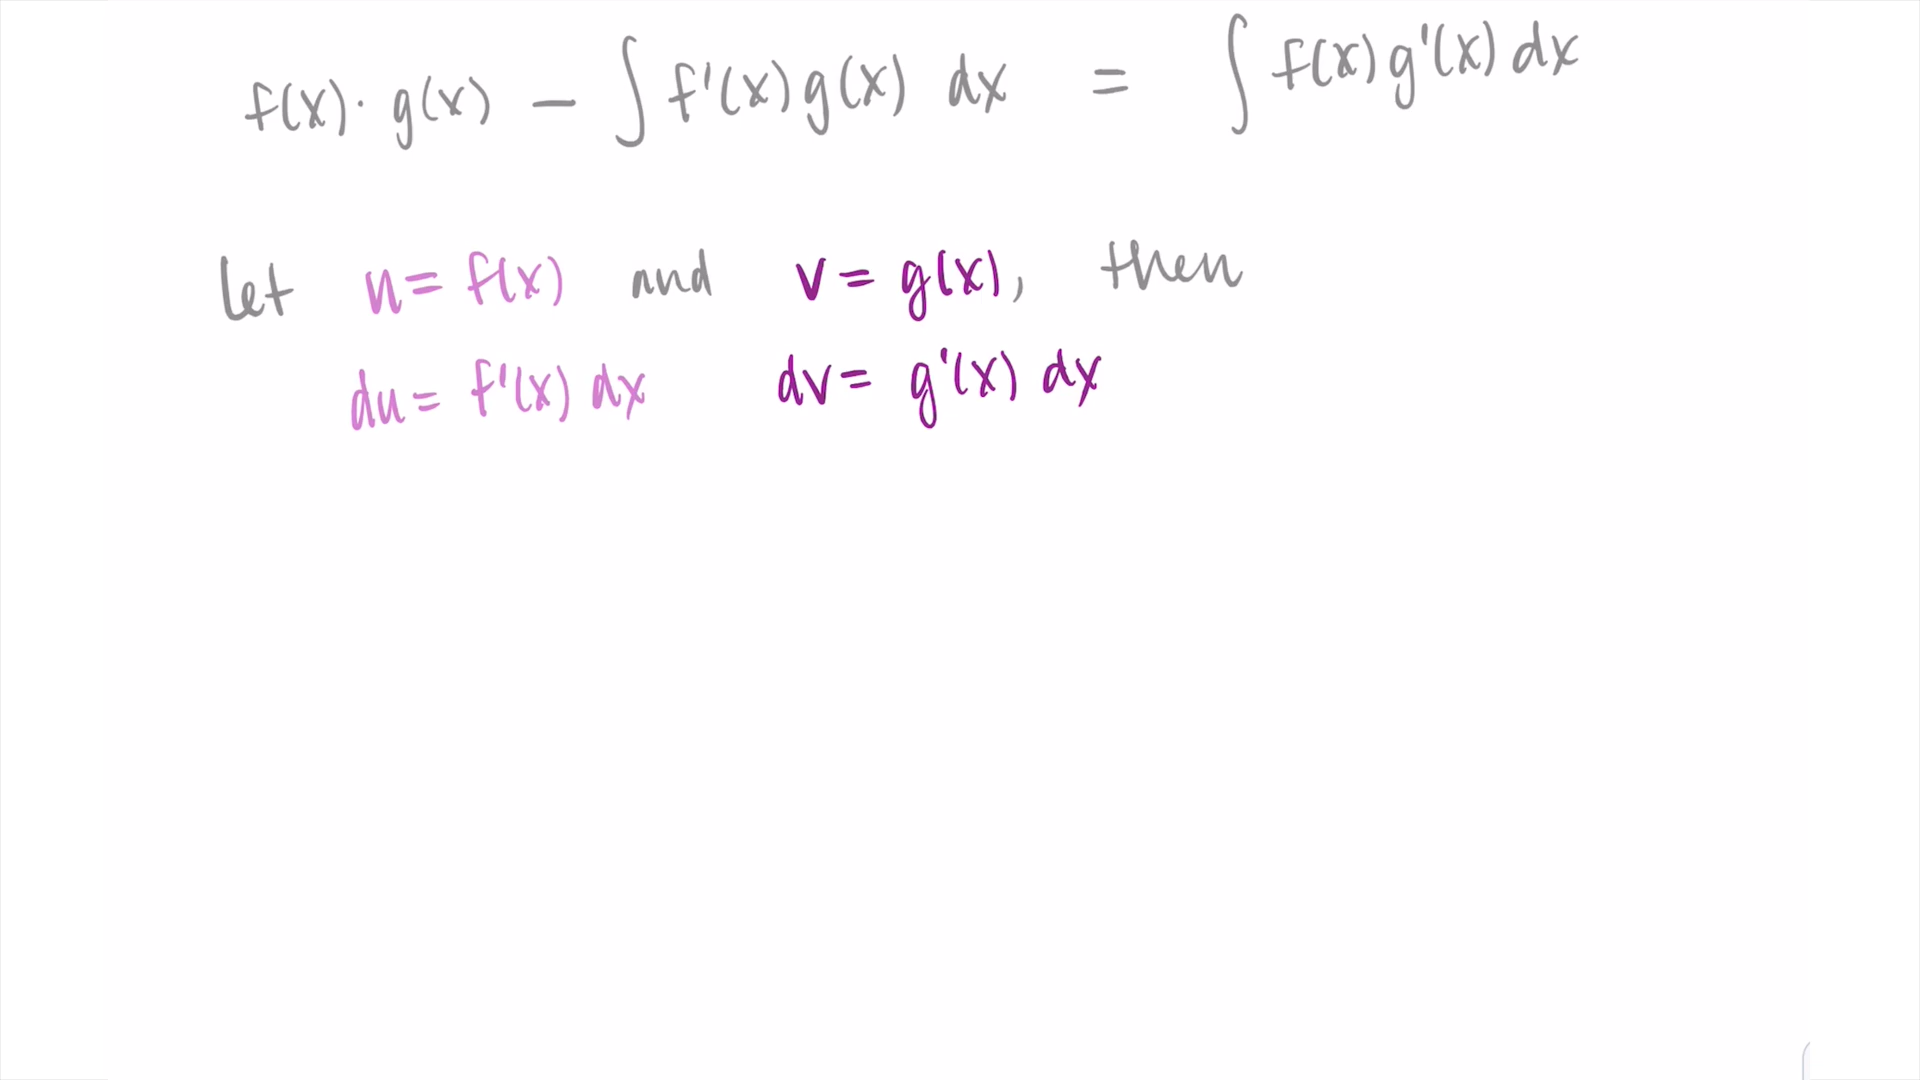 f(x) · g(x) − ∫ f'(x) g(x) dx = ∫ f(x) g'(x) dx
let u = f(x) and v = g(x), then
du = f'(x) dx dv = g'(x) dx